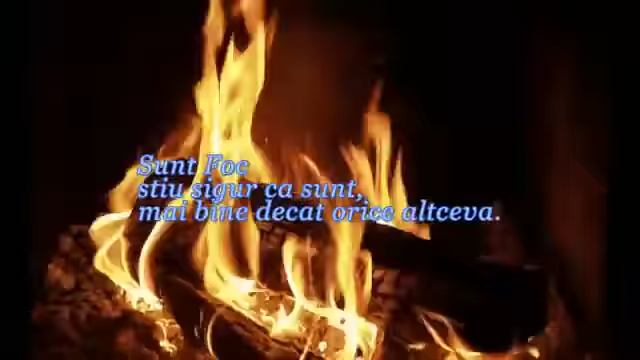 Sunt Foc
stiu sigur ca sunt,
mai bine decat orice altceva.